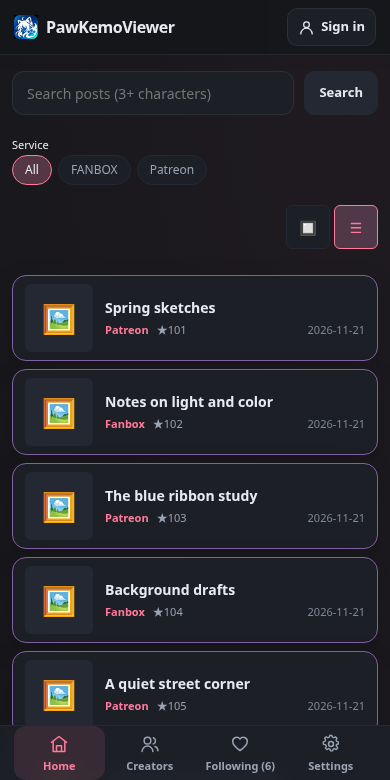 PawKemoViewer
Sign in
Search posts (3+ characters)
Search
Service
All
FANBOX
Patreon
Spring sketches
Patreon ★101 2026-11-21
Notes on light and color
Fanbox ★102 2026-11-21
The blue ribbon study
Patreon ★103 2026-11-21
Background drafts
Fanbox ★104 2026-11-21
A quiet street corner
Patreon ★105 2026-11-21
Home
Creators
Following (6)
Settings